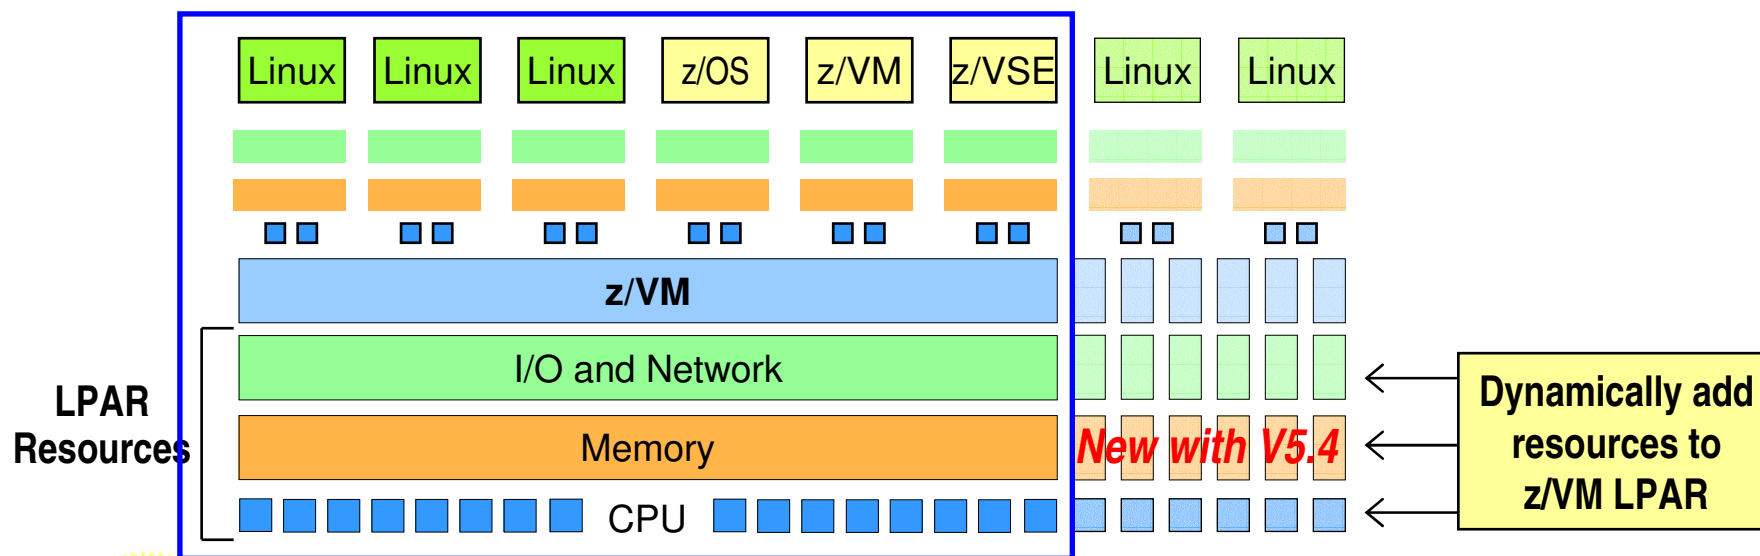 Linux Linux Linux z/OS z/VM z/VSE Linux Linux
z/VM
I/O and Network
LPAR
Resources
Memory
New with V5.4
CPU
Dynamically add
resources to
z/VM LPAR